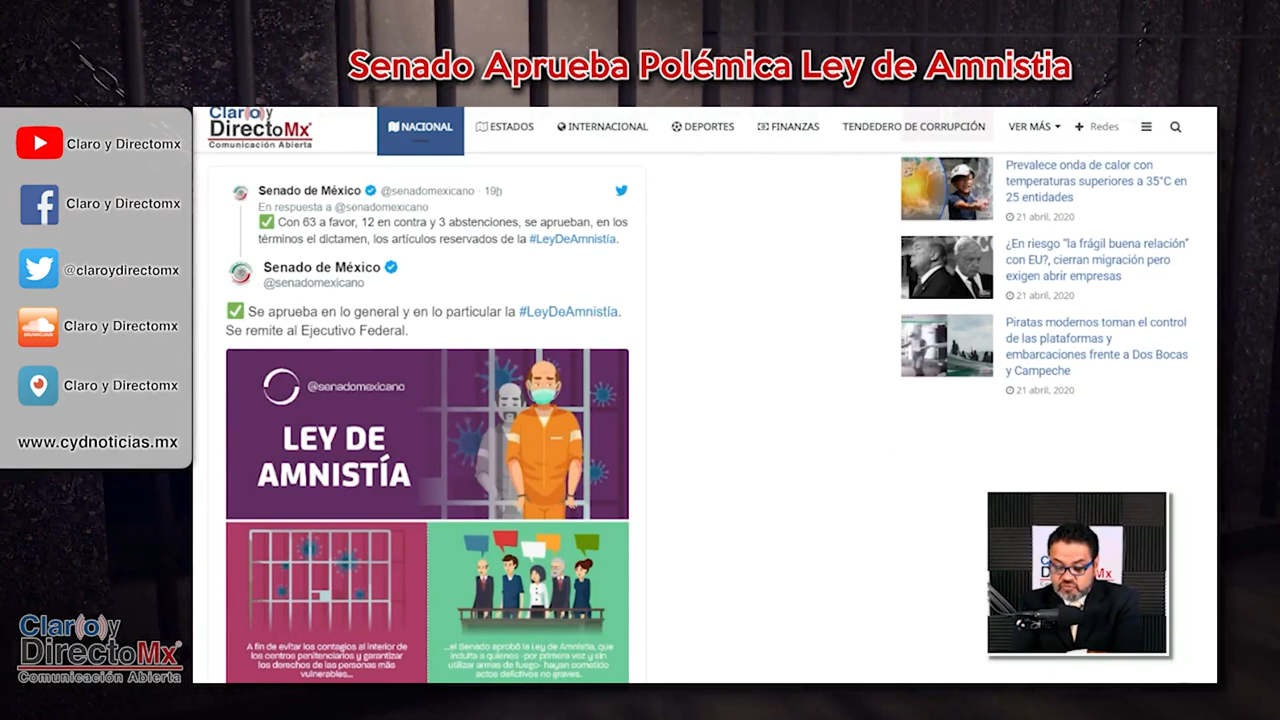 Senado Aprueba Polémica Ley de Amnistia
Claro y Directomx
Claro y Directomx
@claroydirectomx
Claro y Directomx
Claro y Directomx
www.cydnoticias.mx
Claro y
DirectoMx
Comunicación Abierta
NACIONAL
ESTADOS
INTERNACIONAL
DEPORTES
FINANZAS
TENDEDERO DE CORRUPCIÓN
VER MÁS
Redes
Senado de México @senadomexicano · 19h
En respuesta a @senadomexicano
Con 63 a favor, 12 en contra y 3 abstenciones, se aprueban, en los
términos el dictamen, los artículos reservados de la #LeyDeAmnistía.
Senado de México
@senadomexicano
Se aprueba en lo general y en lo particular la #LeyDeAmnistía.
Se remite al Ejecutivo Federal.
@senadomexicano
LEY DE
AMNISTÍA
A fin de evitar los contagios al interior de
los centros penitenciarios y garantizar
los derechos de las personas más
vulnerables...
...el Senado aprobó la Ley de Amnistía, que
indulta a quienes -por primera vez y sin
utilizar armas de fuego- hayan cometido
actos delictivos no graves.
Prevalece onda de calor con
temperaturas superiores a 35°C en
25 entidades
21 abril, 2020
¿En riesgo “la frágil buena relación”
con EU?, cierran migración pero
exigen abrir empresas
21 abril, 2020
Piratas modernos toman el control
de las plataformas y
embarcaciones frente a Dos Bocas
y Campeche
21 abril, 2020
Claro y
DirectoMx
Comunicación Abierta